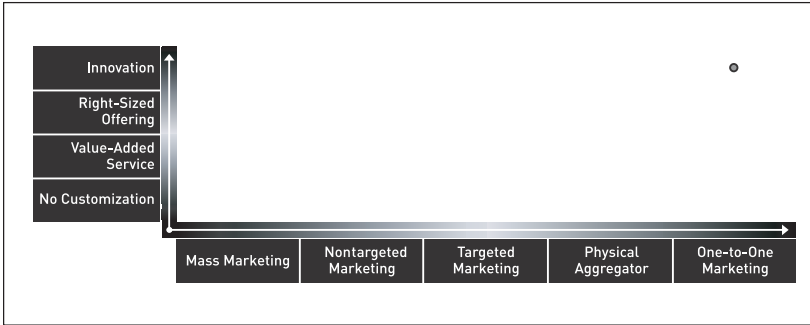 Innovation
Right-Sized
Offering
Value-Added
Service
No Customization
Mass Marketing
Nontargeted
Marketing
Targeted
Marketing
Physical
Aggregator
One-to-One
Marketing